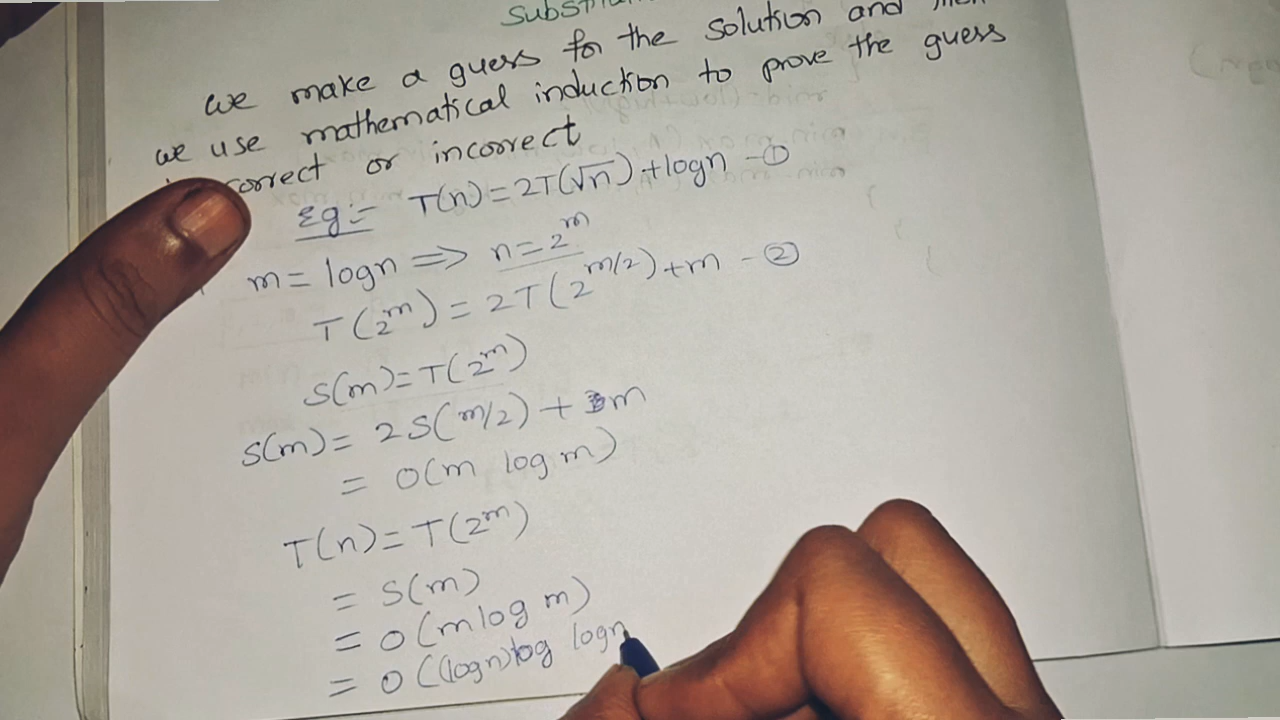 we make a guess for the solution and
we use mathematical induction to prove the guess
correct or incorrect
Eg:- T(n)=2T(√n)+logn -①
m=logn ⇒ n=2^m
T(2^m)=2T(2^m/2)+m -②
S(m)=T(2^m)
S(m)= 2S(m/2)+m
= O(m log m)
T(n)=T(2^m)
= S(m)
= O(m log m)
= O((logn)log logn